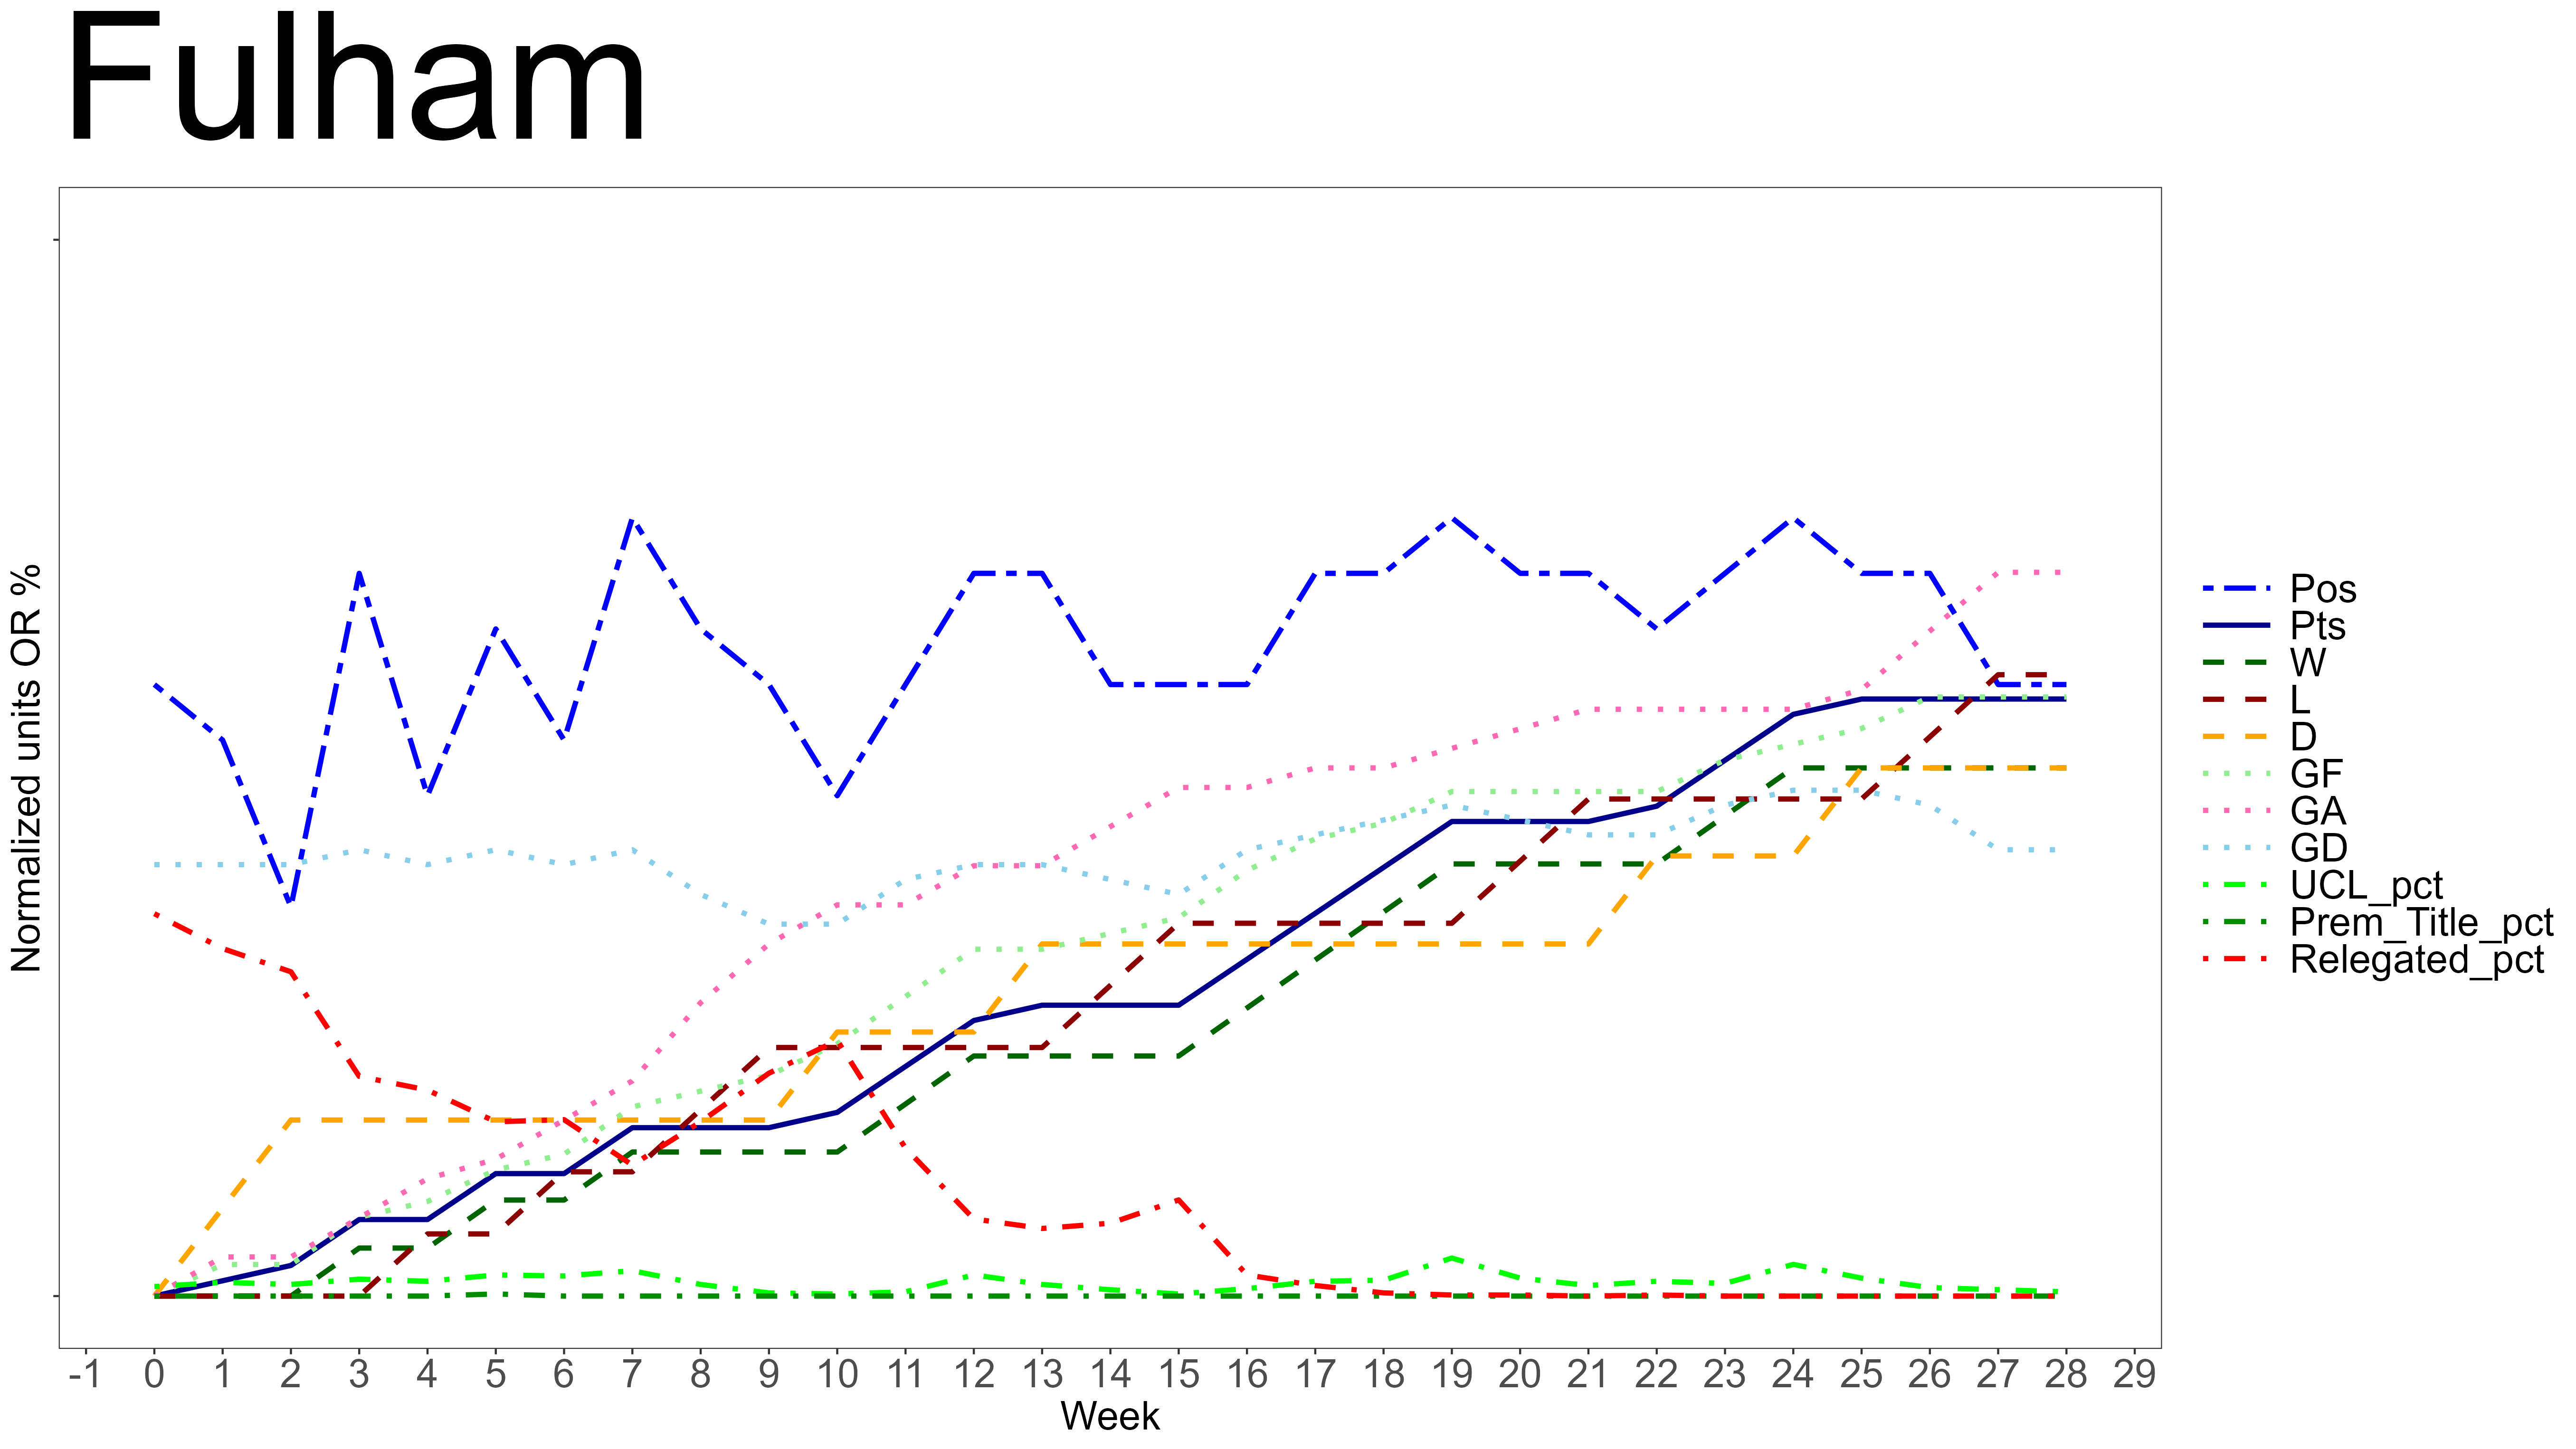 Fulham
Normalized units OR %
Pos
Pts
W
L
D
GF
GA
GD
UCL_pct
Prem_Title_pct
Relegated_pct
-1 0 1 2 3 4 5 6 7 8 9 10 11 12 13 14 15 16 17 18 19 20 21 22 23 24 25 26 27 28 29
Week